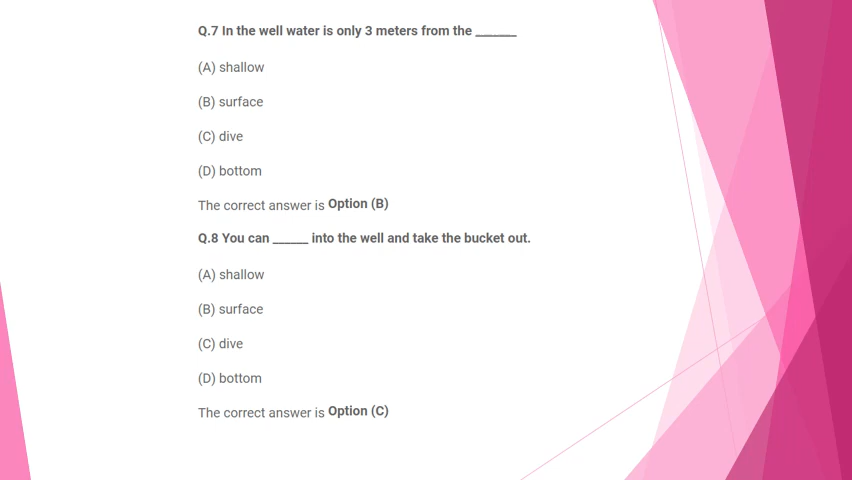 Q.7 In the well water is only 3 meters from the ______
(A) shallow
(B) surface
(C) dive
(D) bottom
The correct answer is Option (B)
Q.8 You can _____ into the well and take the bucket out.
(A) shallow
(B) surface
(C) dive
(D) bottom
The correct answer is Option (C)